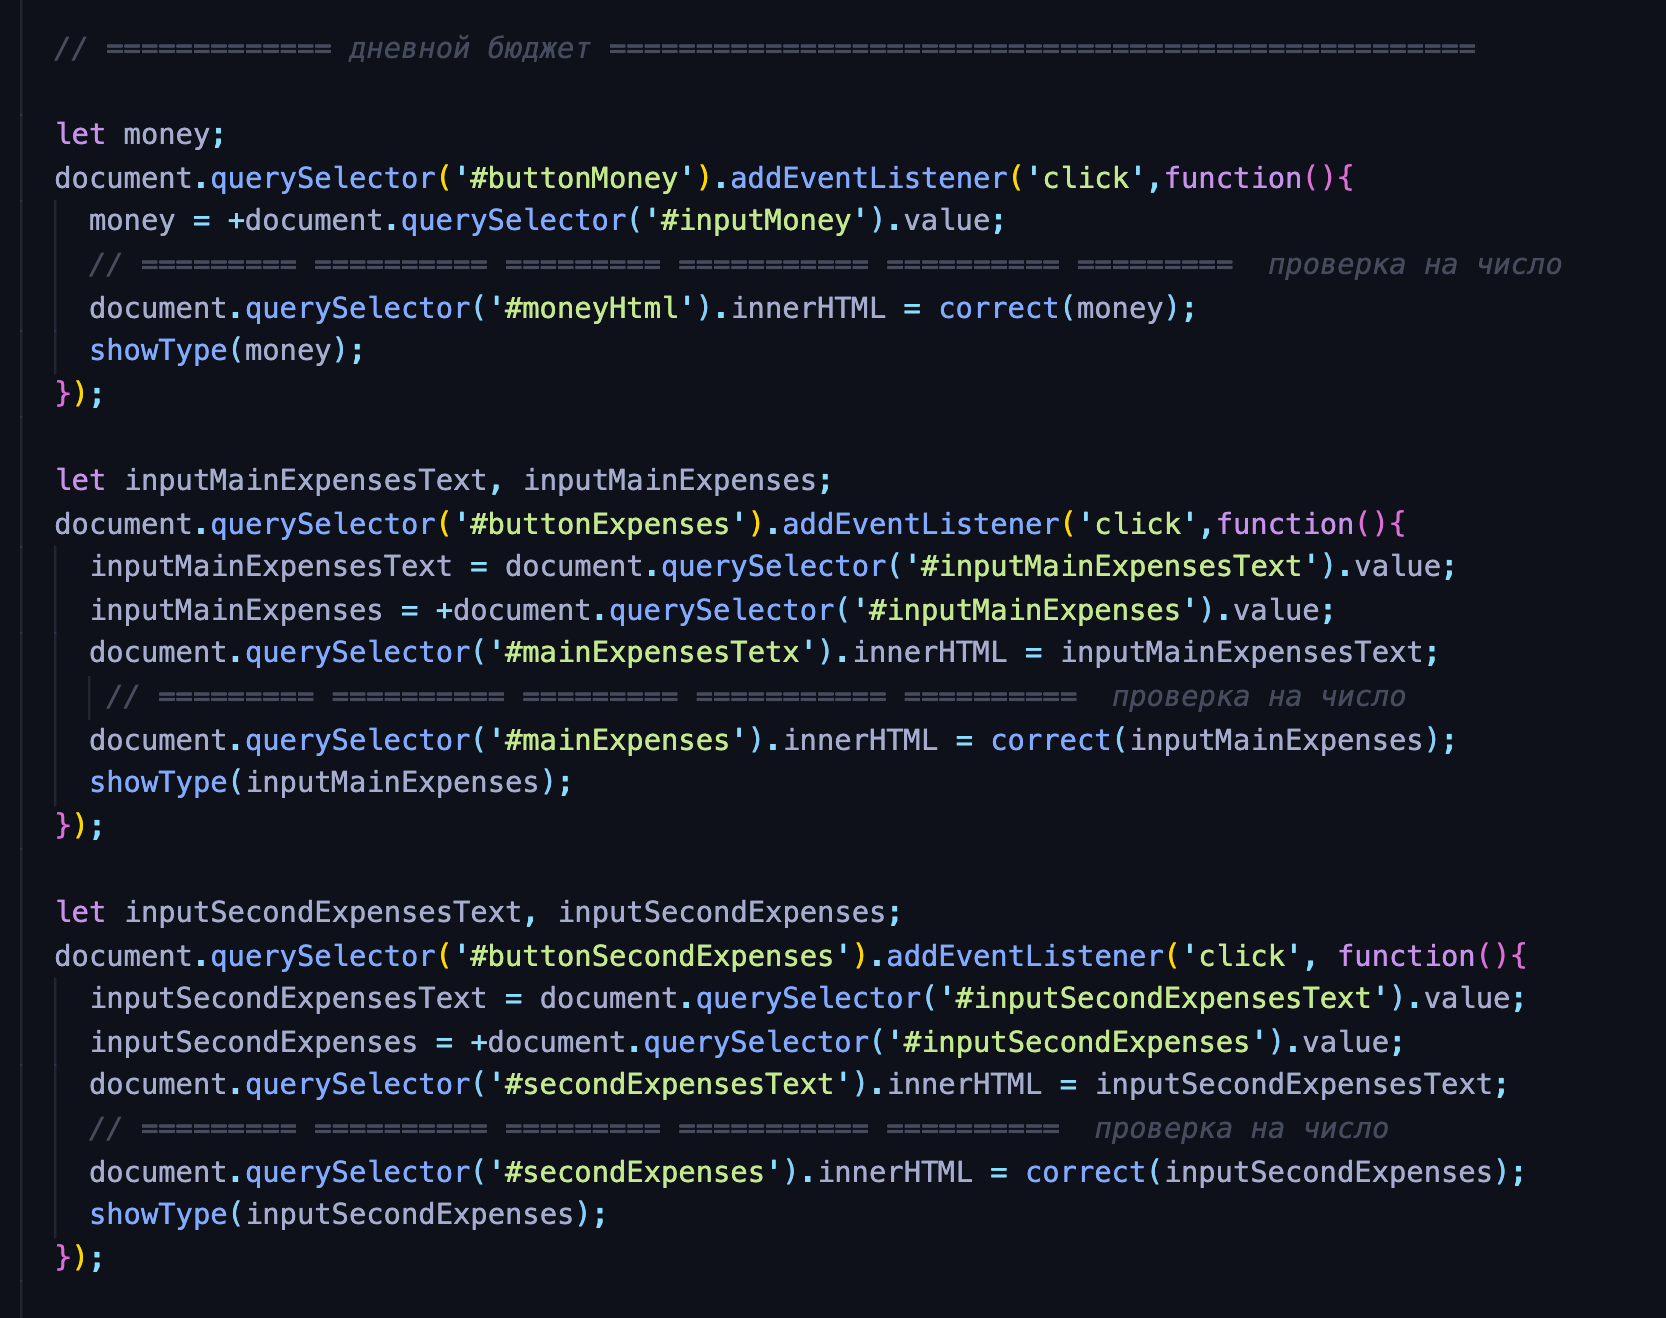 // ============= дневной бюджет ==================================================
let money;
document.querySelector('#buttonMoney').addEventListener('click',function(){
money = +document.querySelector('#inputMoney').value;
// ========= ========== ========= =========== ========== =========  проверка на число
document.querySelector('#moneyHtml').innerHTML = correct(money);
showType(money);
});
let inputMainExpensesText, inputMainExpenses;
document.querySelector('#buttonExpenses').addEventListener('click',function(){
inputMainExpensesText = document.querySelector('#inputMainExpensesText').value;
inputMainExpenses = +document.querySelector('#inputMainExpenses').value;
document.querySelector('#mainExpensesTetx').innerHTML = inputMainExpensesText;
// ========= ========== ========= =========== ==========  проверка на число
document.querySelector('#mainExpenses').innerHTML = correct(inputMainExpenses);
showType(inputMainExpenses);
});
let inputSecondExpensesText, inputSecondExpenses;
document.querySelector('#buttonSecondExpenses').addEventListener('click', function(){
inputSecondExpensesText = document.querySelector('#inputSecondExpensesText').value;
inputSecondExpenses = +document.querySelector('#inputSecondExpenses').value;
document.querySelector('#secondExpensesText').innerHTML = inputSecondExpensesText;
// ========= ========== ========= =========== ==========  проверка на число
document.querySelector('#secondExpenses').innerHTML = correct(inputSecondExpenses);
showType(inputSecondExpenses);
});